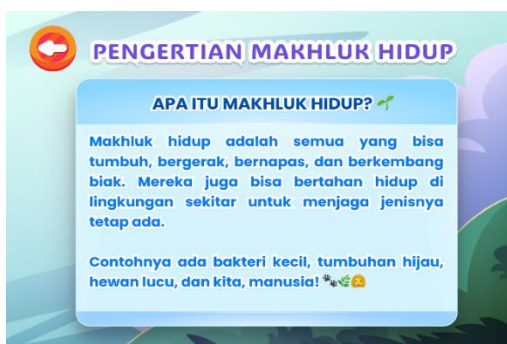 PENGERTIAN MAKHLUK HIDUP
APA ITU MAKHLUK HIDUP? 🌱
Makhluk hidup adalah semua yang bisa
tumbuh, bergerak, bernapas, dan berkembang
biak. Mereka juga bisa bertahan hidup di
lingkungan sekitar untuk menjaga jenisnya
tetap ada.
Contohnya ada bakteri kecil, tumbuhan hijau,
hewan lucu, dan kita, manusia! 🐾🌿👩